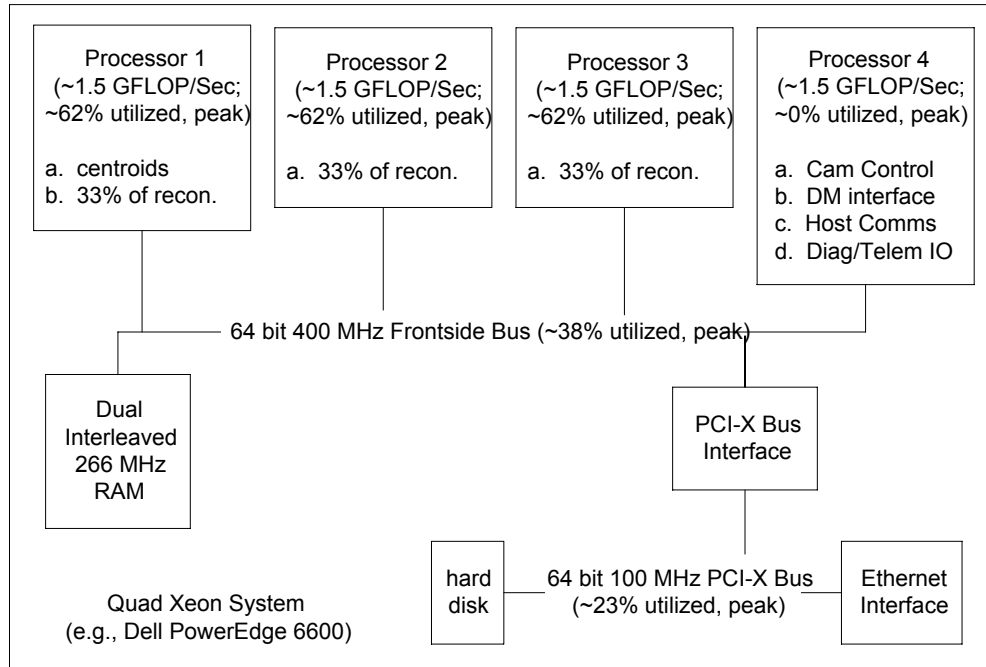 Processor 1
(~1.5 GFLOP/Sec;
~62% utilized, peak)
a. centroids
b. 33% of recon.
Processor 2
(~1.5 GFLOP/Sec;
~62% utilized, peak)
a. 33% of recon.
Processor 3
(~1.5 GFLOP/Sec;
~62% utilized, peak)
a. 33% of recon.
Processor 4
(~1.5 GFLOP/Sec;
~0% utilized, peak)
a. Cam Control
b. DM interface
c. Host Comms
d. Diag/Telem IO
64 bit 400 MHz Frontside Bus (~38% utilized, peak)
Dual
Interleaved
266 MHz
RAM
PCI-X Bus
Interface
hard
disk
64 bit 100 MHz PCI-X Bus
(~23% utilized, peak)
Ethernet
Interface
Quad Xeon System
(e.g., Dell PowerEdge 6600)